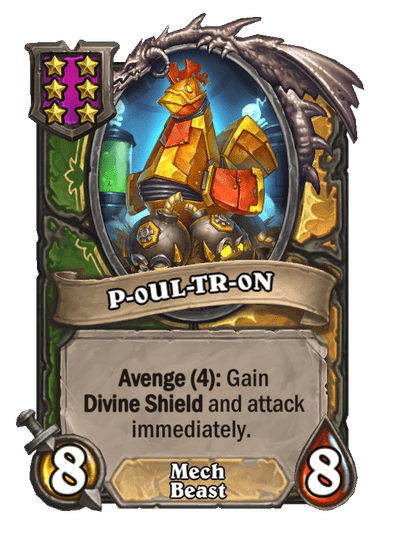 P-0UL-TR-0N
Avenge (4): Gain
Divine Shield and attack
immediately.
8
Mech
Beast
8